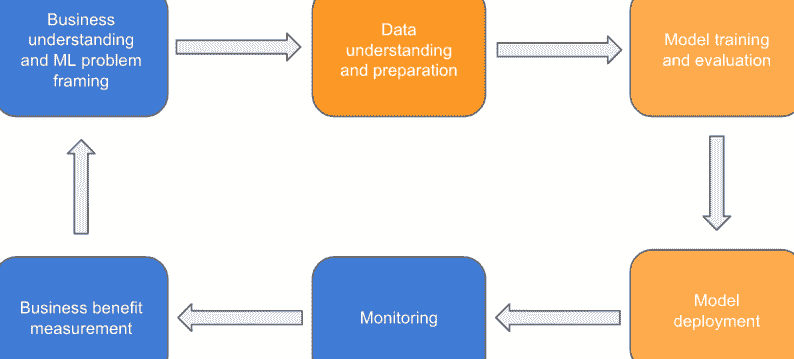 Business
understanding
and ML problem
framing
Data
understanding
and preparation
Model training
and evaluation
Business benefit
measurement
Monitoring
Model
deployment